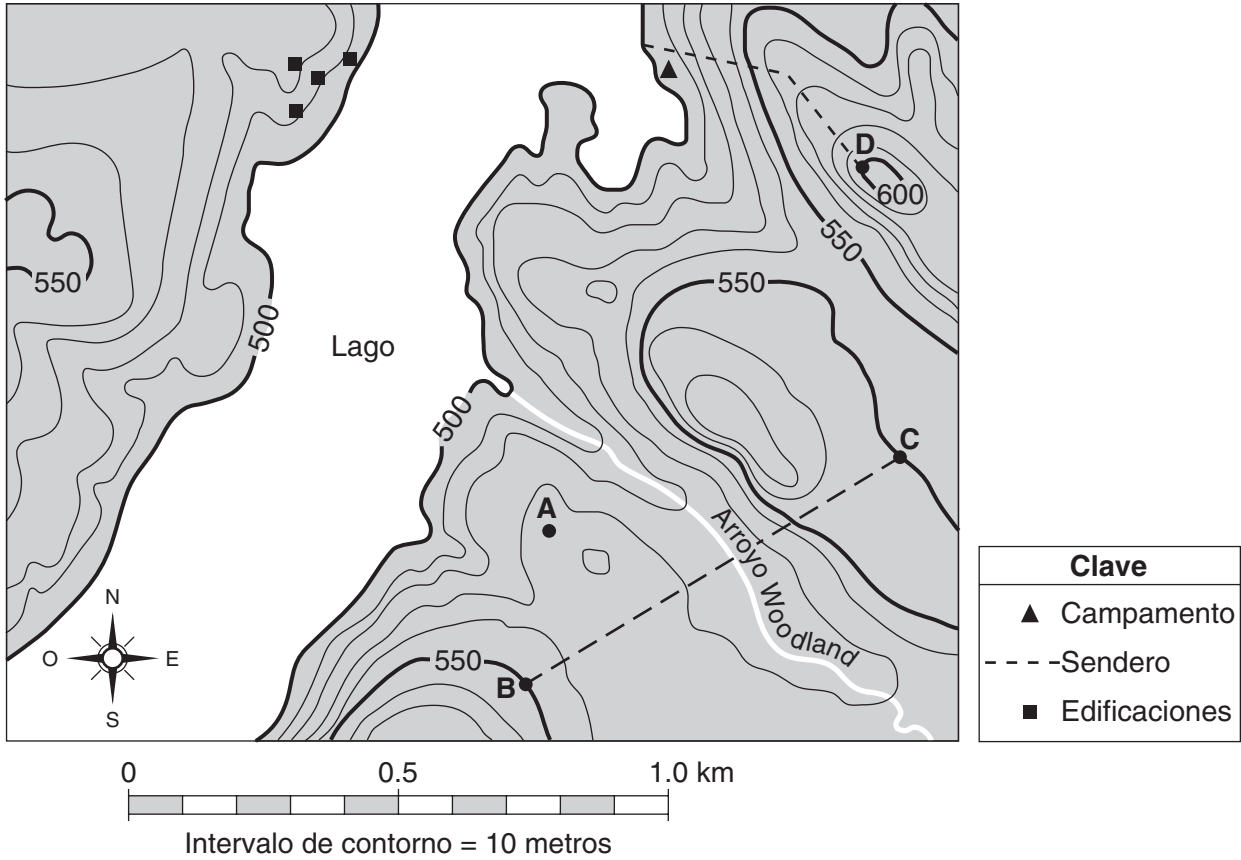 D
600
550
550
550
500
Lago
500
C
A
Arroyo Woodland
550
B
N
O
E
S
Clave
Campamento
Sendero
Edificaciones
0 0.5 1.0 km
Intervalo de contorno = 10 metros